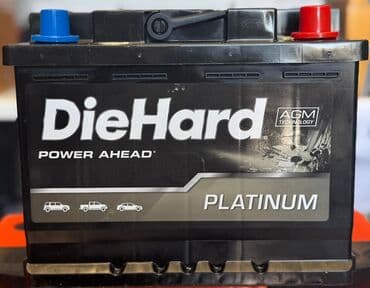 DieHard
AGM
TECHNOLOGY
POWER AHEAD®
PLATINUM